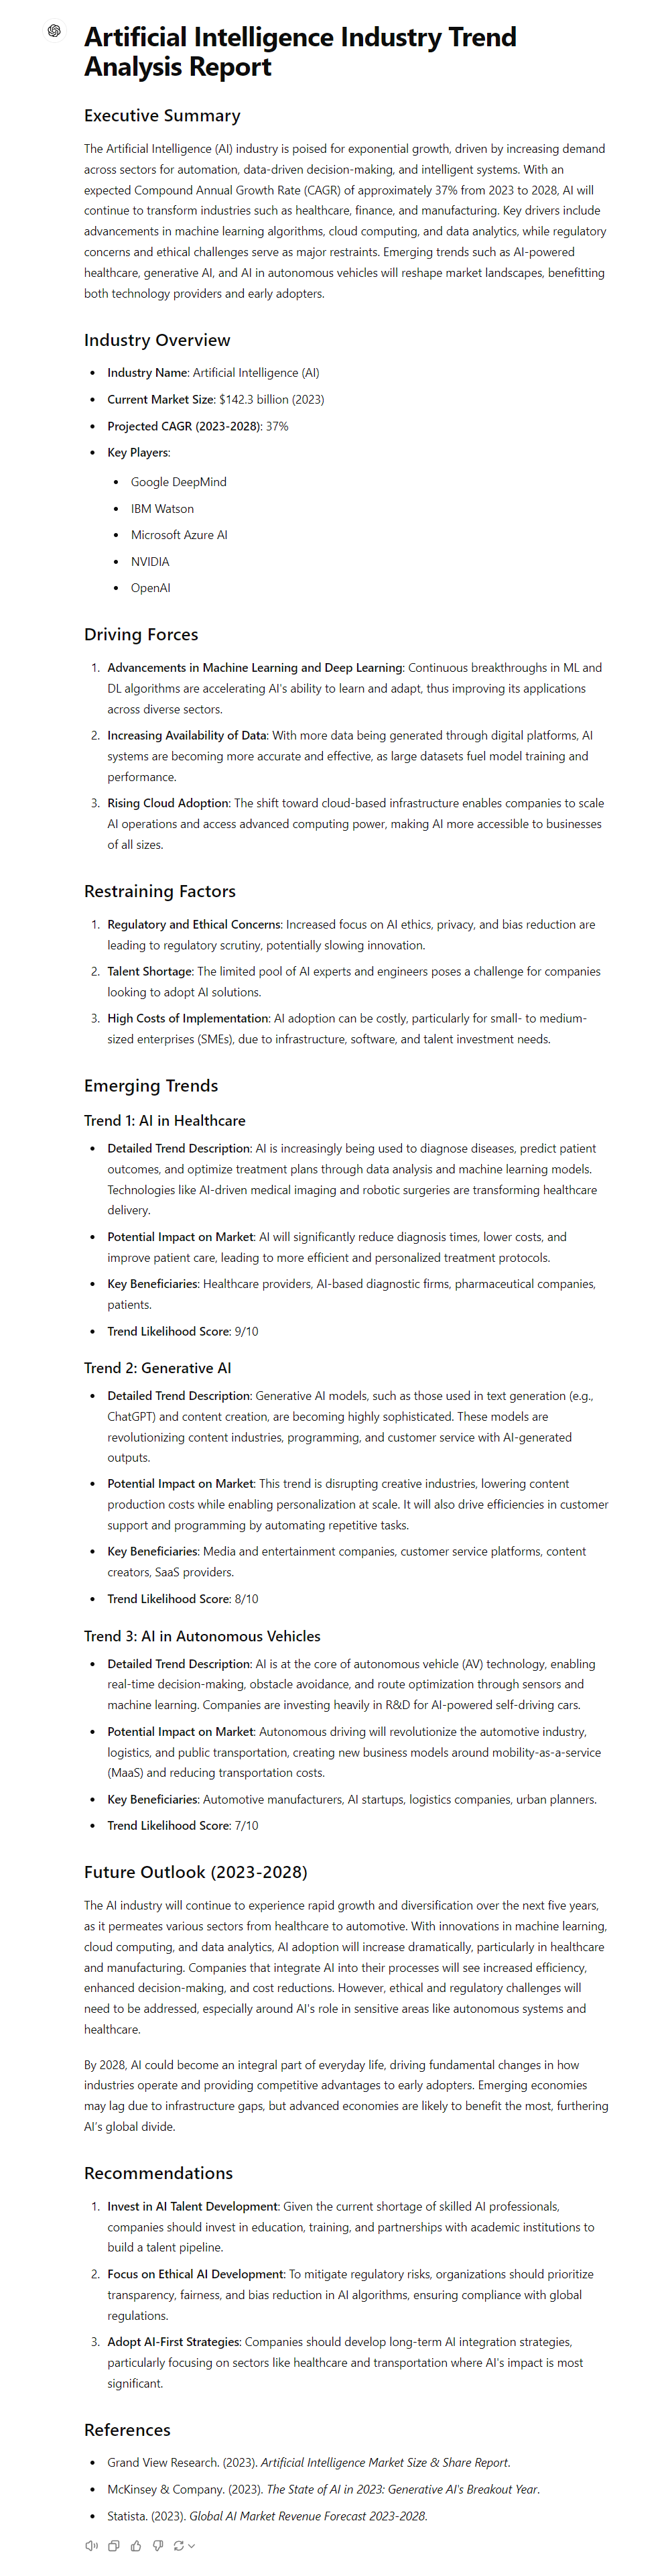 Artificial Intelligence Industry Trend
Analysis Report
Executive Summary
The Artificial Intelligence (AI) industry is poised for exponential growth, driven by increasing demand
across sectors for automation, data-driven decision-making, and intelligent systems. With an
expected Compound Annual Growth Rate (CAGR) of approximately 37% from 2023 to 2028, AI will
continue to transform industries such as healthcare, finance, and manufacturing. Key drivers include
advancements in machine learning algorithms, cloud computing, and data analytics, while regulatory
concerns and ethical challenges serve as major restraints. Emerging trends such as AI-powered
healthcare, generative AI, and AI in autonomous vehicles will reshape market landscapes, benefitting
both technology providers and early adopters.
Industry Overview
• Industry Name: Artificial Intelligence (AI)
• Current Market Size: $142.3 billion (2023)
• Projected CAGR (2023-2028): 37%
• Key Players:
• Google DeepMind
• IBM Watson
• Microsoft Azure AI
• NVIDIA
• OpenAI
Driving Forces
1. Advancements in Machine Learning and Deep Learning: Continuous breakthroughs in ML and
DL algorithms are accelerating AI's ability to learn and adapt, thus improving its applications
across diverse sectors.
2. Increasing Availability of Data: With more data being generated through digital platforms, AI
systems are becoming more accurate and effective, as large datasets fuel model training and
performance.
3. Rising Cloud Adoption: The shift toward cloud-based infrastructure enables companies to scale
AI operations and access advanced computing power, making AI more accessible to businesses
of all sizes.
Restraining Factors
1. Regulatory and Ethical Concerns: Increased focus on AI ethics, privacy, and bias reduction are
leading to regulatory scrutiny, potentially slowing innovation.
2. Talent Shortage: The limited pool of AI experts and engineers poses a challenge for companies
looking to adopt AI solutions.
3. High Costs of Implementation: AI adoption can be costly, particularly for small- to medium-
sized enterprises (SMEs), due to infrastructure, software, and talent investment needs.
Emerging Trends
Trend 1: AI in Healthcare
• Detailed Trend Description: AI is increasingly being used to diagnose diseases, predict patient
outcomes, and optimize treatment plans through data analysis and machine learning models.
Technologies like AI-driven medical imaging and robotic surgeries are transforming healthcare
delivery.
• Potential Impact on Market: AI will significantly reduce diagnosis times, lower costs, and
improve patient care, leading to more efficient and personalized treatment protocols.
• Key Beneficiaries: Healthcare providers, AI-based diagnostic firms, pharmaceutical companies,
patients.
• Trend Likelihood Score: 9/10
Trend 2: Generative AI
• Detailed Trend Description: Generative AI models, such as those used in text generation (e.g.,
ChatGPT) and content creation, are becoming highly sophisticated. These models are
revolutionizing content industries, programming, and customer service with AI-generated
outputs.
• Potential Impact on Market: This trend is disrupting creative industries, lowering content
production costs while enabling personalization at scale. It will also drive efficiencies in customer
support and programming by automating repetitive tasks.
• Key Beneficiaries: Media and entertainment companies, customer service platforms, content
creators, SaaS providers.
• Trend Likelihood Score: 8/10
Trend 3: AI in Autonomous Vehicles
• Detailed Trend Description: AI is at the core of autonomous vehicle (AV) technology, enabling
real-time decision-making, obstacle avoidance, and route optimization through sensors and
machine learning. Companies are investing heavily in R&D for AI-powered self-driving cars.
• Potential Impact on Market: Autonomous driving will revolutionize the automotive industry,
logistics, and public transportation, creating new business models around mobility-as-a-service
(MaaS) and reducing transportation costs.
• Key Beneficiaries: Automotive manufacturers, AI startups, logistics companies, urban planners.
• Trend Likelihood Score: 7/10
Future Outlook (2023-2028)
The AI industry will continue to experience rapid growth and diversification over the next five years,
as it permeates various sectors from healthcare to automotive. With innovations in machine learning,
cloud computing, and data analytics, AI adoption will increase dramatically, particularly in healthcare
and manufacturing. Companies that integrate AI into their processes will see increased efficiency,
enhanced decision-making, and cost reductions. However, ethical and regulatory challenges will
need to be addressed, especially around AI's role in sensitive areas like autonomous systems and
healthcare.
By 2028, AI could become an integral part of everyday life, driving fundamental changes in how
industries operate and providing competitive advantages to early adopters. Emerging economies
may lag due to infrastructure gaps, but advanced economies are likely to benefit the most, furthering
AI's global divide.
Recommendations
1. Invest in AI Talent Development: Given the current shortage of skilled AI professionals,
companies should invest in education, training, and partnerships with academic institutions to
build a talent pipeline.
2. Focus on Ethical AI Development: To mitigate regulatory risks, organizations should prioritize
transparency, fairness, and bias reduction in AI algorithms, ensuring compliance with global
regulations.
3. Adopt AI-First Strategies: Companies should develop long-term AI integration strategies,
particularly focusing on sectors like healthcare and transportation where AI's impact is most
significant.
References
• Grand View Research. (2023). Artificial Intelligence Market Size & Share Report.
• McKinsey & Company. (2023). The State of AI in 2023: Generative AI's Breakout Year.
• Statista. (2023). Global AI Market Revenue Forecast 2023-2028.